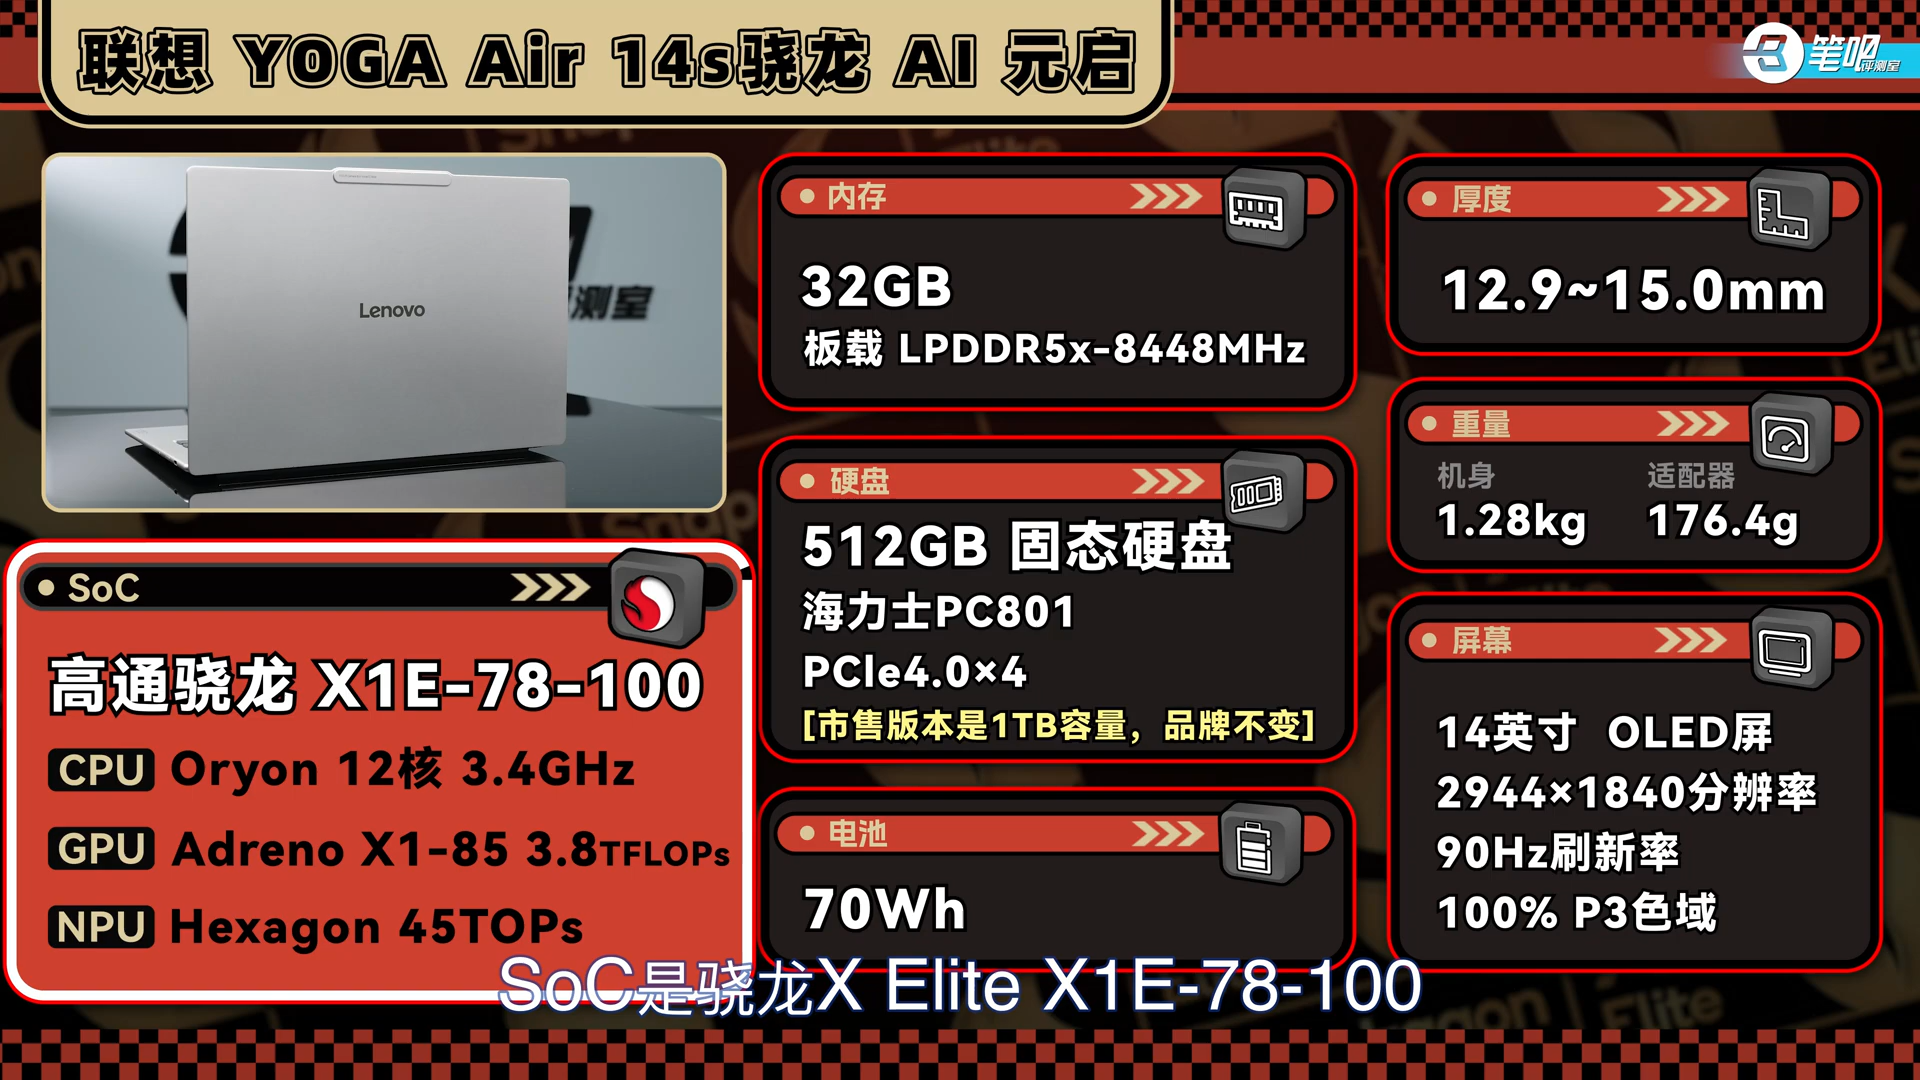 联想 YOGA Air 14s骁龙 AI 元启
笔吧
评测室
Lenovo
测室
SoC
高通骁龙 X1E-78-100
CPU Oryon 12核 3.4GHz
GPU Adreno X1-85 3.8TFLOPs
NPU Hexagon 45TOPs
内存
32GB
板载 LPDDR5x-8448MHz
硬盘
512GB 固态硬盘
海力士PC801
PCle4.0×4
[市售版本是1TB容量，品牌不变]
电池
70Wh
厚度
12.9~15.0mm
重量
机身 适配器
1.28kg 176.4g
屏幕
14英寸 OLED屏
2944×1840分辨率
90Hz刷新率
100% P3色域
SoC是骁龙X Elite X1E-78-100